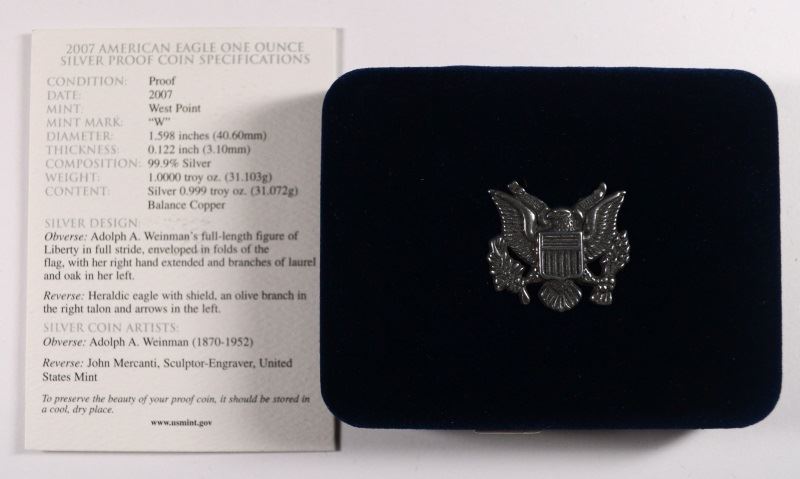 2007 AMERICAN EAGLE ONE OUNCE
SILVER PROOF COIN SPECIFICATIONS
CONDITION: Proof
DATE: 2007
MINT: West Point
MINT MARK: "W"
DIAMETER: 1.598 inches (40.60mm)
THICKNESS: 0.122 inch (3.10mm)
COMPOSITION: 99.9% Silver
WEIGHT: 1.0000 troy oz. (31.103g)
CONTENT: Silver 0.999 troy oz. (31.072g)
Balance Copper
SILVER DESIGN:
Obverse: Adolph A. Weinman's full-length figure of
Liberty in full stride, enveloped in folds of the
flag, with her right hand extended and branches of laurel
and oak in her left.
Reverse: Heraldic eagle with shield, an olive branch in
the right talon and arrows in the left.
SILVER COIN ARTISTS:
Obverse: Adolph A. Weinman (1870-1952)
Reverse: John Mercanti, Sculptor-Engraver, United
States Mint
To preserve the beauty of your proof coin, it should be stored in
a cool, dry place.
www.usmint.gov